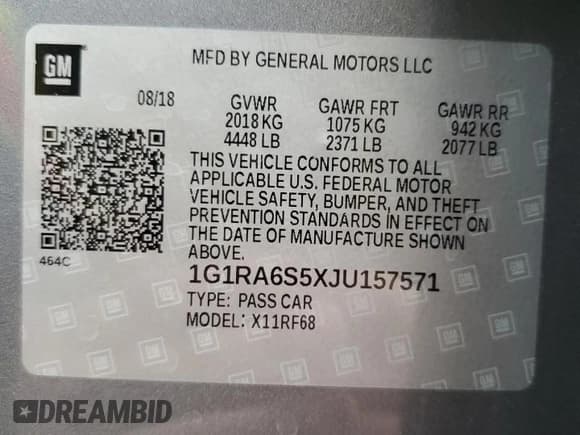 GM
MFD BY GENERAL MOTORS LLC
08/18 GVWR GAWR FRT GAWR RR
2018 KG 1075 KG 942 KG
4448 LB 2371 LB 2077 LB
THIS VEHICLE CONFORMS TO ALL
APPLICABLE U.S. FEDERAL MOTOR
VEHICLE SAFETY, BUMPER, AND THEFT
PREVENTION STANDARDS IN EFFECT ON
THE DATE OF MANUFACTURE SHOWN
ABOVE.
464C
1G1RA6S5XJU157571
TYPE: PASS CAR
MODEL: X11RF68
DREAMBID